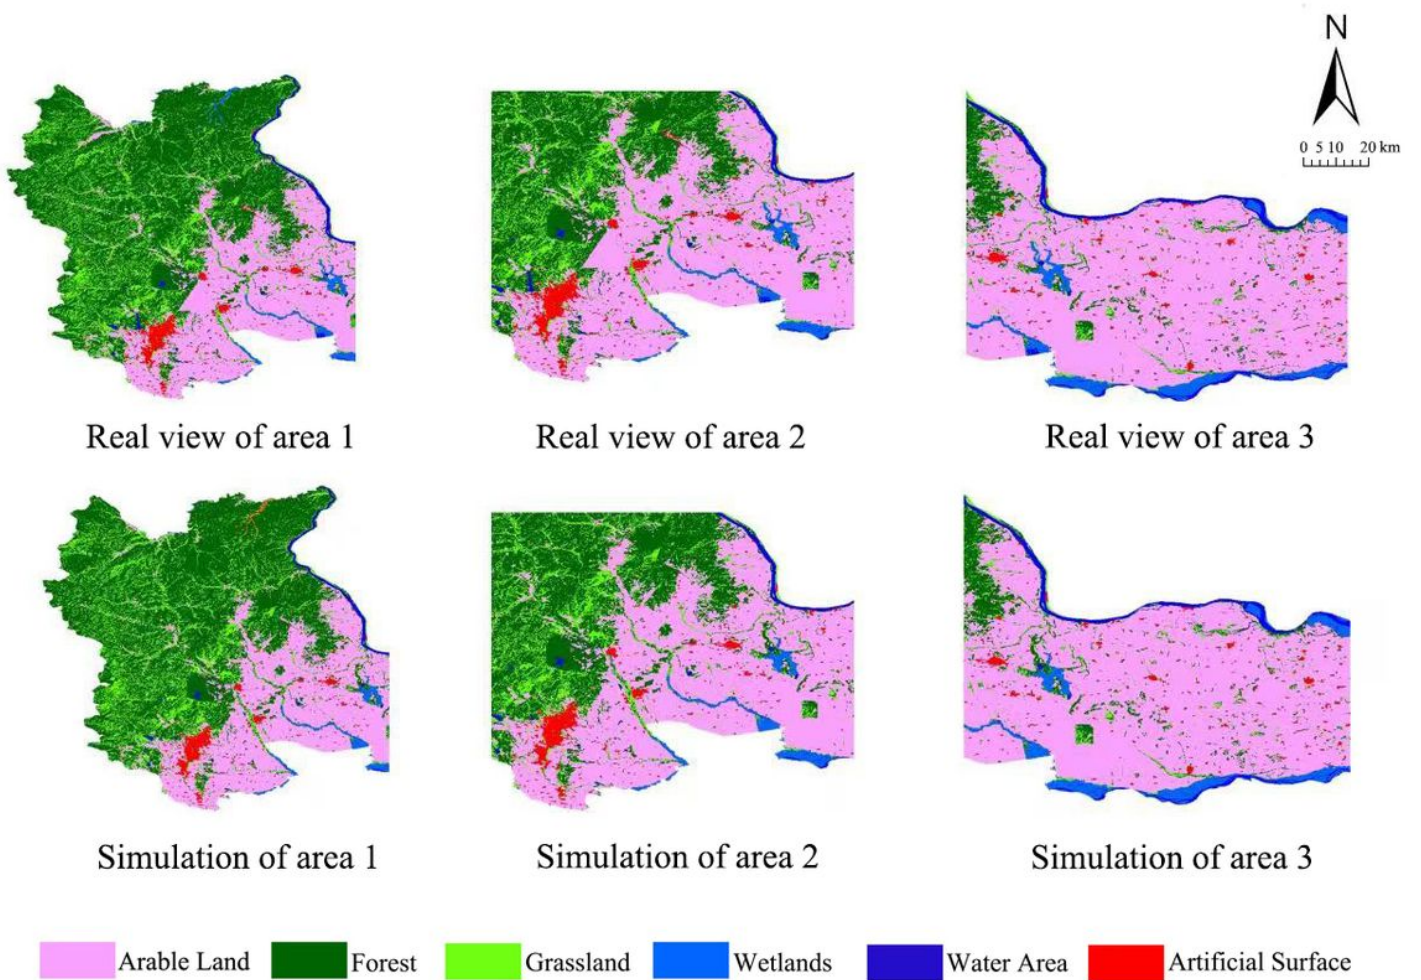 N
0 5 10 20 km
Real view of area 1
Real view of area 2
Real view of area 3
Simulation of area 1
Simulation of area 2
Simulation of area 3
Arable Land
Forest
Grassland
Wetlands
Water Area
Artificial Surface